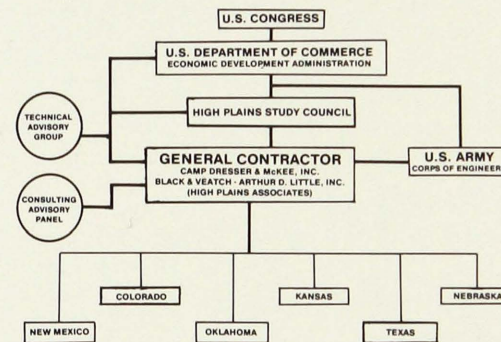 U.S. CONGRESS
U.S. DEPARTMENT OF COMMERCE
ECONOMIC DEVELOPMENT ADMINISTRATION
TECHNICAL
ADVISORY
GROUP
HIGH PLAINS STUDY COUNCIL
GENERAL CONTRACTOR
CAMP DRESSER & McKEE, INC.
BLACK & VEATCH - ARTHUR D. LITTLE, INC.
(HIGH PLAINS ASSOCIATES)
U.S. ARMY
CORPS OF ENGINEER
CONSULTING
ADVISORY
PANEL
COLORADO
KANSAS
NEBRASKA
NEW MEXICO
OKLAHOMA
TEXAS